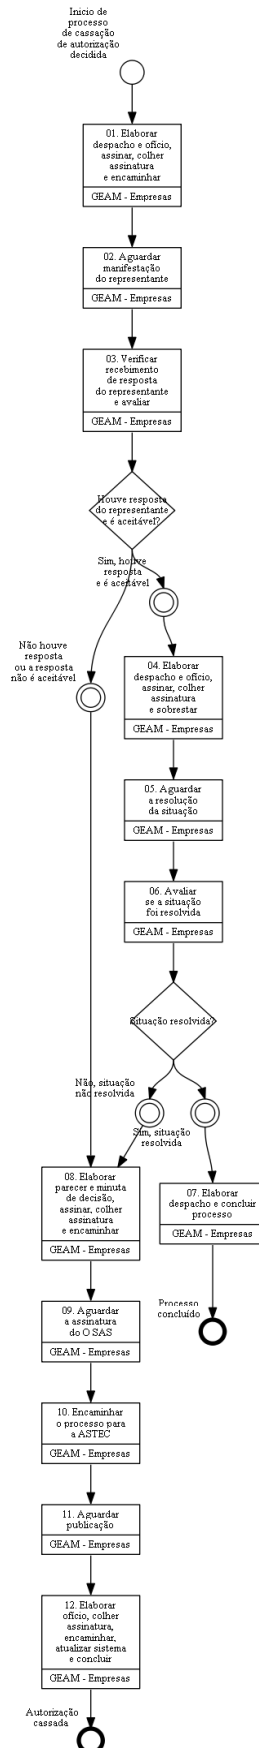 Inicio de
processo
de cassação
de autorização
decidida
01. Elaborar
despacho e ofício,
assinar, colher
assinatura
e encaminhar
GEAM - Empresas
02. Aguardar
manifestação
do representante
GEAM - Empresas
03. Verificar
recebimento
de resposta
do representante
e avaliar
GEAM - Empresas
Houve resposta
do representante
e é aceitável?
Sim, houve
resposta
e é aceitável
Não houve
resposta
ou a resposta
não é aceitável
04. Elaborar
despacho e ofício,
assinar, colher
assinatura
e sobrestar
GEAM - Empresas
05. Aguardar
a resolução
da situação
GEAM - Empresas
06. Avaliar
se a situação
foi resolvida
GEAM - Empresas
Situação resolvida?
Não, situação
não resolvida
Sim, situação
resolvida
08. Elaborar
parecer e minuta
de decisão,
assinar, colher
assinatura
e encaminhar
GEAM - Empresas
07. Elaborar
despacho e concluir
processo
GEAM - Empresas
Processo
concluído
09. Aguardar
a assinatura
do O SAS
GEAM - Empresas
10. Encaminhar
o processo para
a ASTEC
GEAM - Empresas
11. Aguardar
publicação
GEAM - Empresas
12. Elaborar
ofício, colher
assinatura,
encaminhar,
atualizar sistema
e concluir
GEAM - Empresas
Autorização
cassada